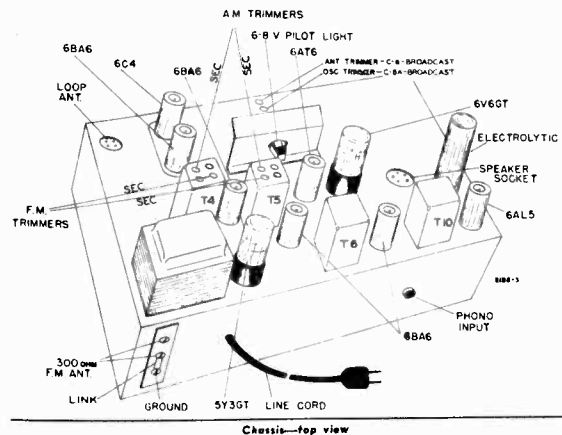 A.M TRIMMERS
6·8 V PILOT LIGHT
6BA6
6C4
6BA6
SEC
SEC
6AT6
ANT TRIMMER-C-8-BROADCAST
OSC TRIMMER-C-8A-BROADCAST
LOOP
ANT.
6V6GT
ELECTROLYTIC
SPEAKER
SOCKET
SEC
SEC
F.M.
TRIMMERS
T4
T5
T6
T10
6AL5
8188-3
PHONO
INPUT
6BA6
300 OHM
F.M ANT.
LINK
GROUND
5Y3GT
LINE CORD
Chassis—top view